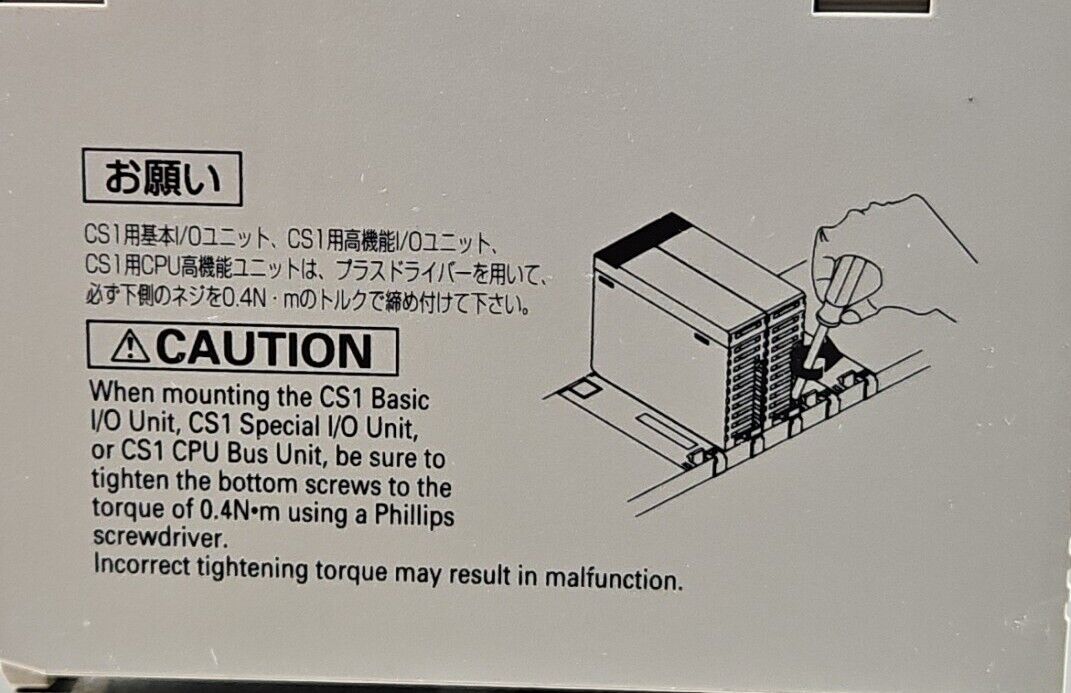 お願い
CS1用基本I/Oユニット、CS1用高機能I/Oユニット、
CS1用CPU高機能ユニットは、プラスドライバーを用いて、
必ず下側のネジを0.4N・mのトルクで締め付けて下さい。
⚠CAUTION
When mounting the CS1 Basic
I/O Unit, CS1 Special I/O Unit,
or CS1 CPU Bus Unit, be sure to
tighten the bottom screws to the
torque of 0.4N•m using a Phillips
screwdriver.
Incorrect tightening torque may result in malfunction.